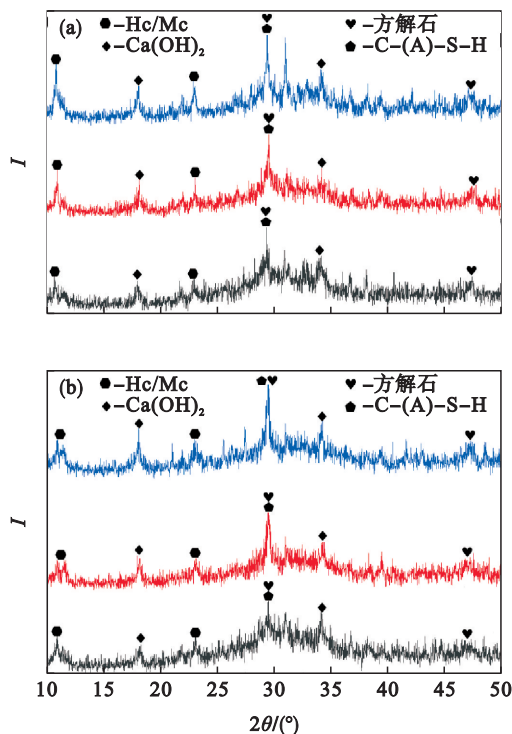 (a) ⬣–Hc/Mc ♥–方解石
♦–Ca(OH)₂ ⬟–C–(A)–S–H
I
(b) ⬣–Hc/Mc ♥–方解石
♦–Ca(OH)₂ ⬟–C–(A)–S–H
I
10 15 20 25 30 35 40 45 50
2θ/(°)